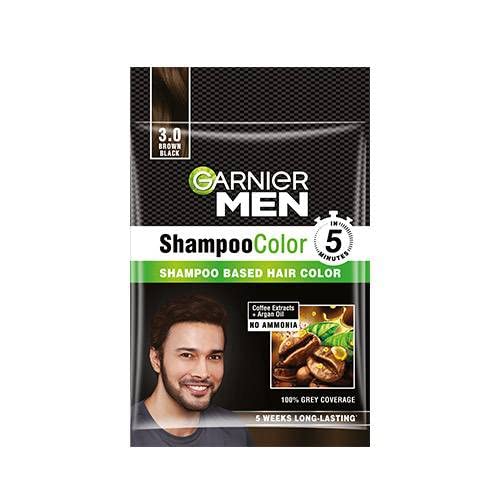 3.0
BROWN
BLACK
GARNIER
MEN
ShampooColor
IN
5
MINUTES
SHAMPOO BASED HAIR COLOR
Coffee Extracts
+ Argan Oil
NO AMMONIA
100% GREY COVERAGE
5 WEEKS LONG-LASTING*